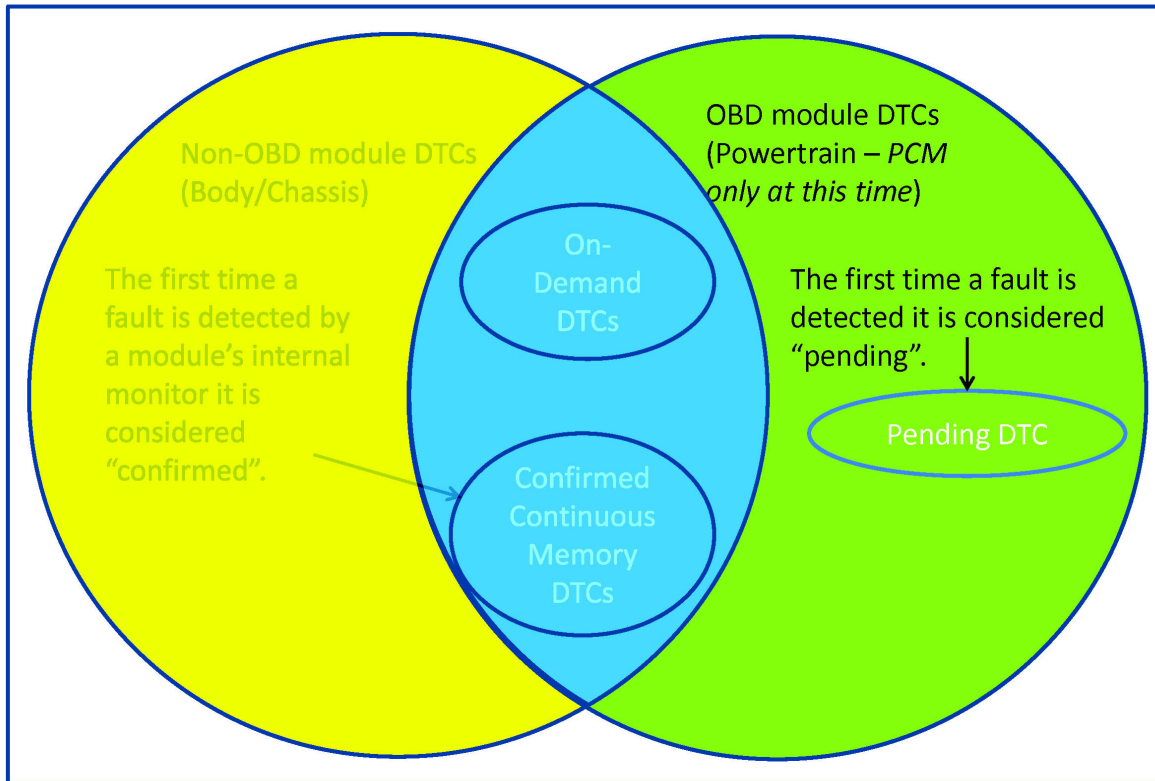 Non-OBD module DTCs
(Body/Chassis)
The first time a
fault is detected by
a module’s internal
monitor it is
considered
“confirmed”.
On-
Demand
DTCs
Confirmed
Continuous
Memory
DTCs
OBD module DTCs
(Powertrain – PCM
only at this time)
The first time a fault is
detected it is considered
“pending”.
Pending DTC